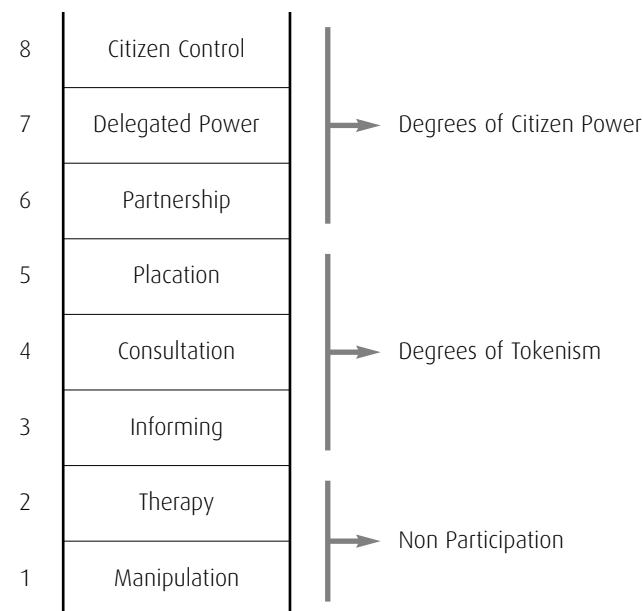 8 Citizen Control
7 Delegated Power
Degrees of Citizen Power
6 Partnership
5 Placation
4 Consultation
Degrees of Tokenism
3 Informing
2 Therapy
Non Participation
1 Manipulation